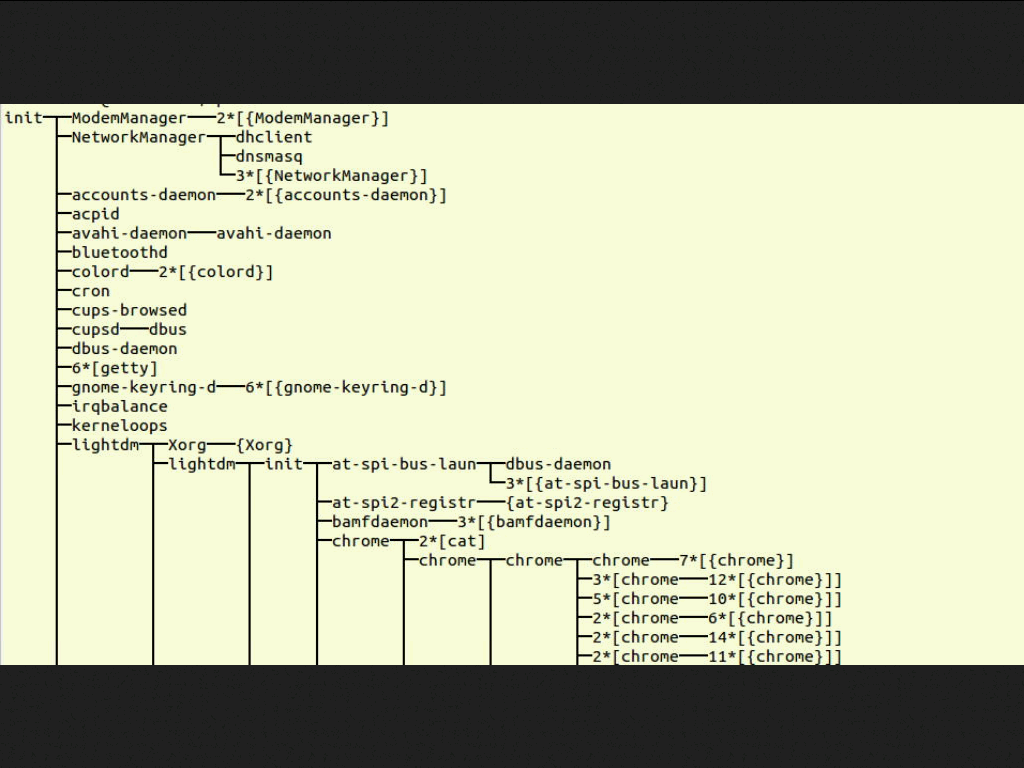 init─┬─ModemManager───2*[{ModemManager}]
     ├─NetworkManager─┬─dhclient
     │                ├─dnsmasq
     │                └─3*[{NetworkManager}]
     ├─accounts-daemon───2*[{accounts-daemon}]
     ├─acpid
     ├─avahi-daemon───avahi-daemon
     ├─bluetoothd
     ├─colord───2*[{colord}]
     ├─cron
     ├─cups-browsed
     ├─cupsd───dbus
     ├─dbus-daemon
     ├─6*[getty]
     ├─gnome-keyring-d───6*[{gnome-keyring-d}]
     ├─irqbalance
     ├─kerneloops
     ├─lightdm─┬─Xorg───{Xorg}
     │         ├─lightdm─┬─init─┬─at-spi-bus-laun─┬─dbus-daemon
     │         │         │      │                 └─3*[{at-spi-bus-laun}]
     │         │         │      ├─at-spi2-registr───{at-spi2-registr}
     │         │         │      ├─bamfdaemon───3*[{bamfdaemon}]
     │         │         │      ├─chrome─┬─2*[cat]
     │         │         │      │        ├─chrome─┬─chrome─┬─chrome───7*[{chrome}]
     │         │         │      │        │        │        ├─3*[chrome───12*[{chrome}]]
     │         │         │      │        │        │        ├─5*[chrome───10*[{chrome}]]
     │         │         │      │        │        │        ├─2*[chrome───6*[{chrome}]]
     │         │         │      │        │        │        ├─2*[chrome───14*[{chrome}]]
     │         │         │      │        │        │        ├─2*[chrome───11*[{chrome}]]